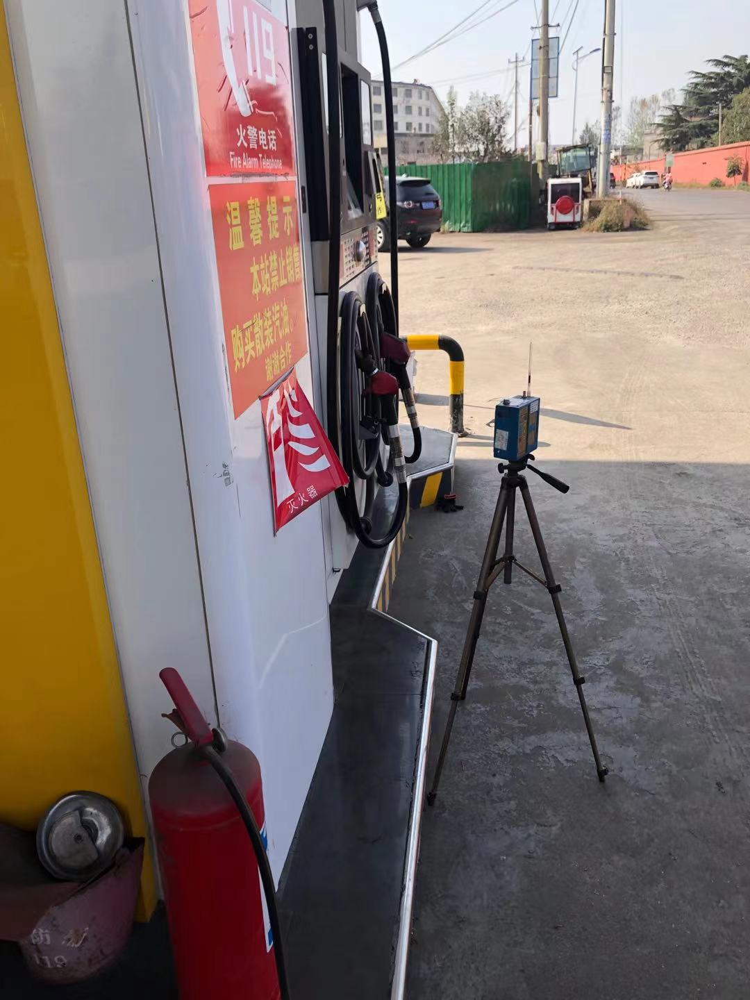 119
火警电话
Fire Alarm Telephone
温馨提示
本站禁止销售
购买散装汽油。
谢谢合作
灭火器
119